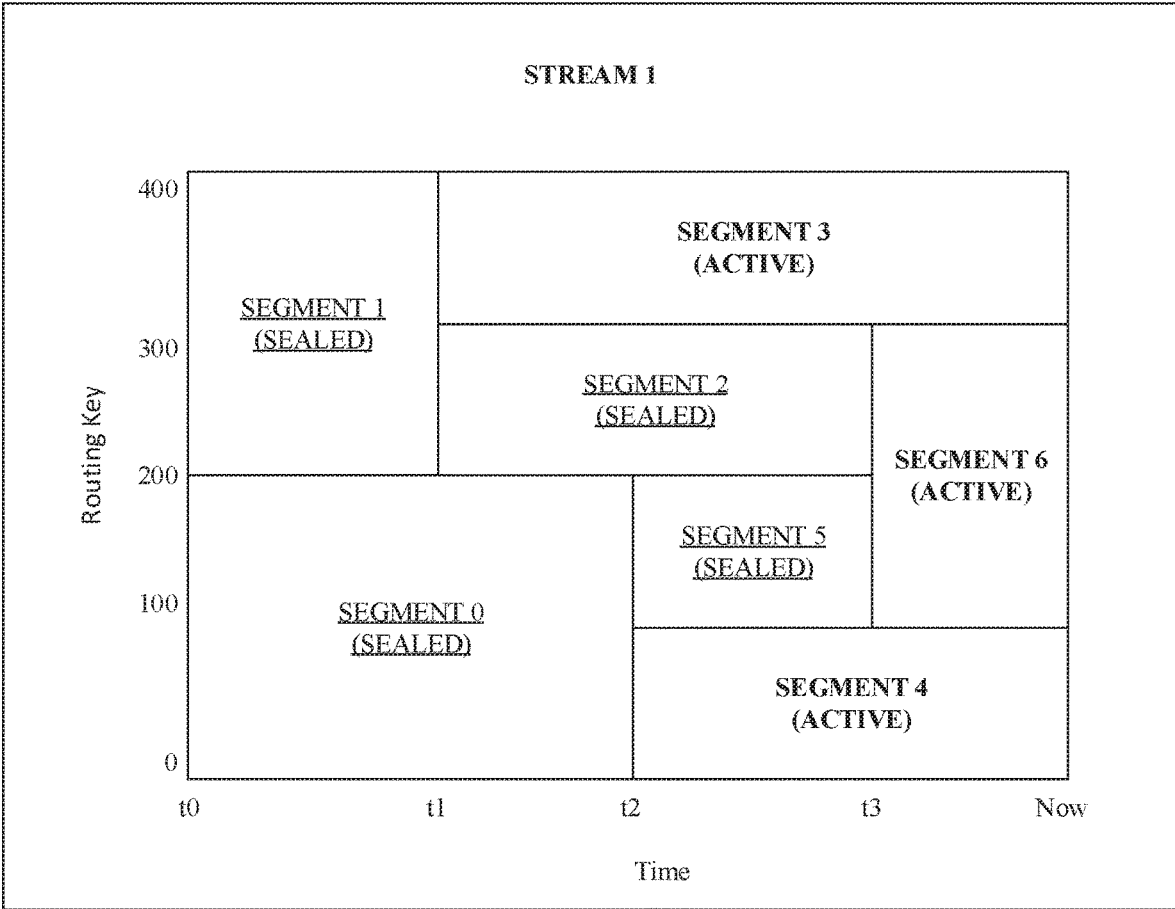 STREAM 1
400
SEGMENT 3
(ACTIVE)
SEGMENT 1
(SEALED)
300
SEGMENT 2
(SEALED)
Routing Key
200
SEGMENT 6
(ACTIVE)
SEGMENT 5
(SEALED)
100
SEGMENT 0
(SEALED)
SEGMENT 4
(ACTIVE)
0
t0 t1 t2 t3 Now
Time